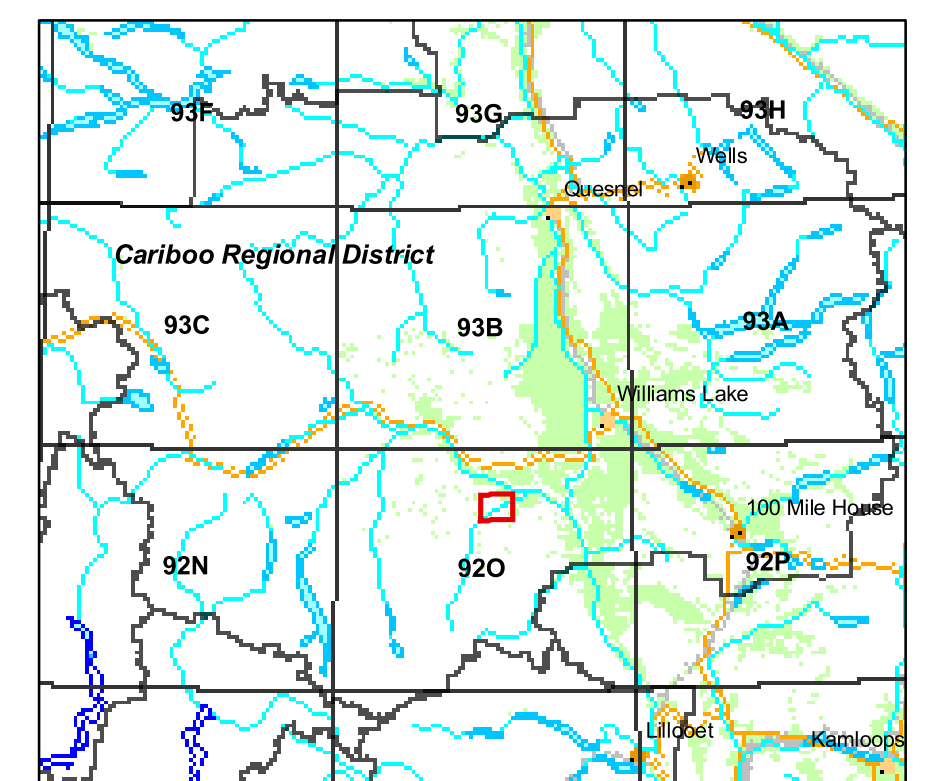 93F
93G
93H
Wells
Quesnel
Cariboo Regional District
93C
93B
93A
Williams Lake
100 Mile House
92N
92O
92P
Lillooet
Kamloops